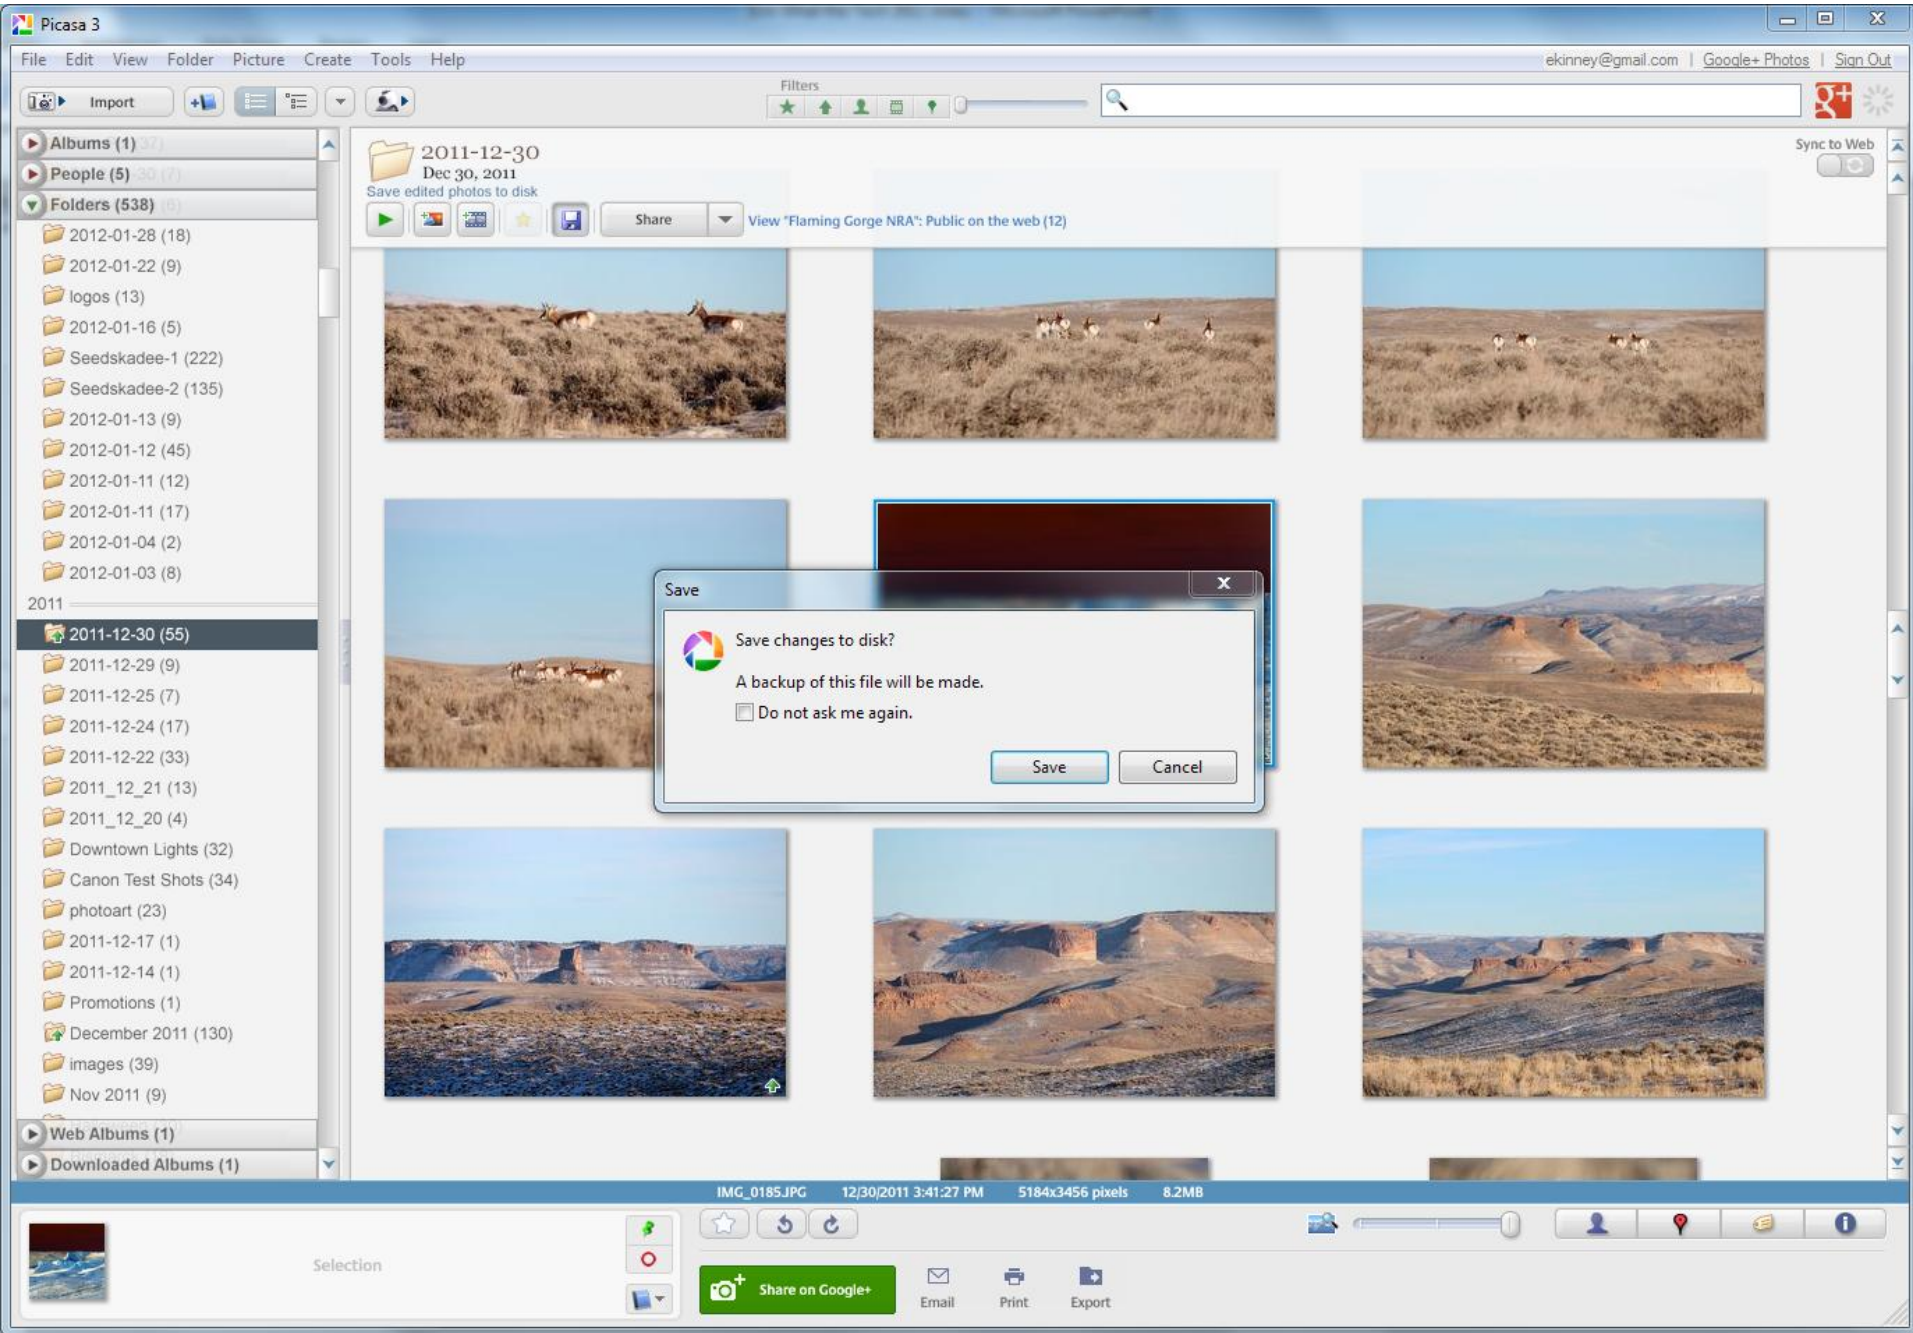 Picasa 3
File Edit View Folder Picture Create Tools Help
ekinney@gmail.com | Google+ Photos | Sign Out
Import
Filters
Albums (1)
People (5)
Folders (538)
2012-01-28 (18)
2012-01-22 (9)
logos (13)
2012-01-16 (5)
Seedskadee-1 (222)
Seedskadee-2 (135)
2012-01-13 (9)
2012-01-12 (45)
2012-01-11 (12)
2012-01-11 (17)
2012-01-04 (2)
2012-01-03 (8)
2011
2011-12-30 (55)
2011-12-29 (9)
2011-12-25 (7)
2011-12-24 (17)
2011-12-22 (33)
2011_12_21 (13)
2011_12_20 (4)
Downtown Lights (32)
Canon Test Shots (34)
photoart (23)
2011-12-17 (1)
2011-12-14 (1)
Promotions (1)
December 2011 (130)
images (39)
Nov 2011 (9)
Web Albums (1)
Downloaded Albums (1)
2011-12-30
Dec 30, 2011
Save edited photos to disk
Share
View "Flaming Gorge NRA": Public on the web (12)
Sync to Web
Save
Save changes to disk?
A backup of this file will be made.
Do not ask me again.
Save Cancel
IMG_0185.JPG 12/30/2011 3:41:27 PM 5184x3456 pixels 8.2MB
Selection
Share on Google+
Email Print Export